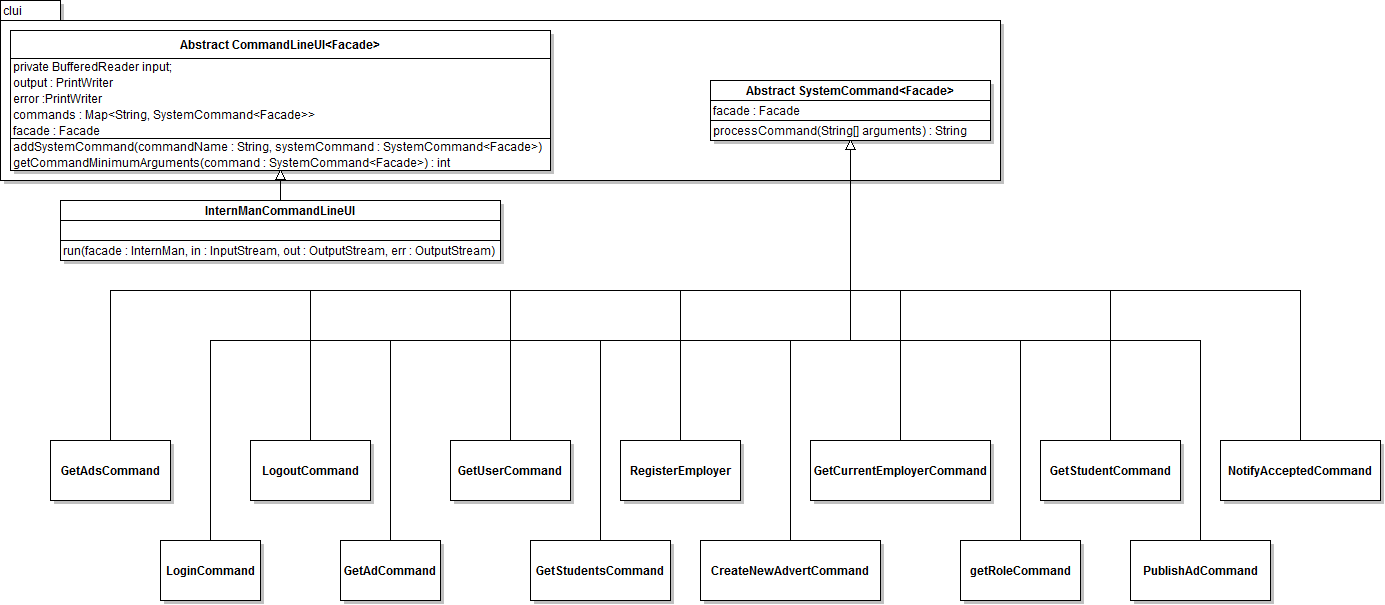 clui
Abstract CommandLineUI<Facade>
private BufferedReader input;
output : PrintWriter
error :PrintWriter
commands : Map<String, SystemCommand<Facade>>
facade : Facade
addSystemCommand(commandName : String, systemCommand : SystemCommand<Facade>)
getCommandMinimumArguments(command : SystemCommand<Facade>) : int
Abstract SystemCommand<Facade>
facade : Facade
processCommand(String[] arguments) : String
InternManCommandLineUI
run(facade : InternMan, in : InputStream, out : OutputStream, err : OutputStream)
GetAdsCommand
LogoutCommand
GetUserCommand
RegisterEmployer
GetCurrentEmployerCommand
GetStudentCommand
NotifyAcceptedCommand
LoginCommand
GetAdCommand
GetStudentsCommand
CreateNewAdvertCommand
getRoleCommand
PublishAdCommand